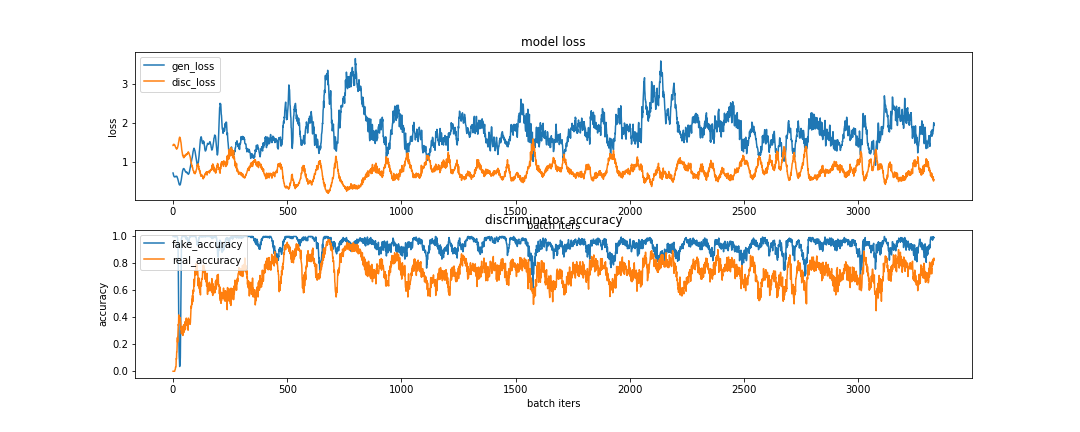 model loss
gen_loss
disc_loss
loss
3
2
1
0 500 1000 1500 2000 2500 3000
batch iters
discriminator accuracy
fake_accuracy
real_accuracy
accuracy
1.0
0.8
0.6
0.4
0.2
0.0
0 500 1000 1500 2000 2500 3000
batch iters